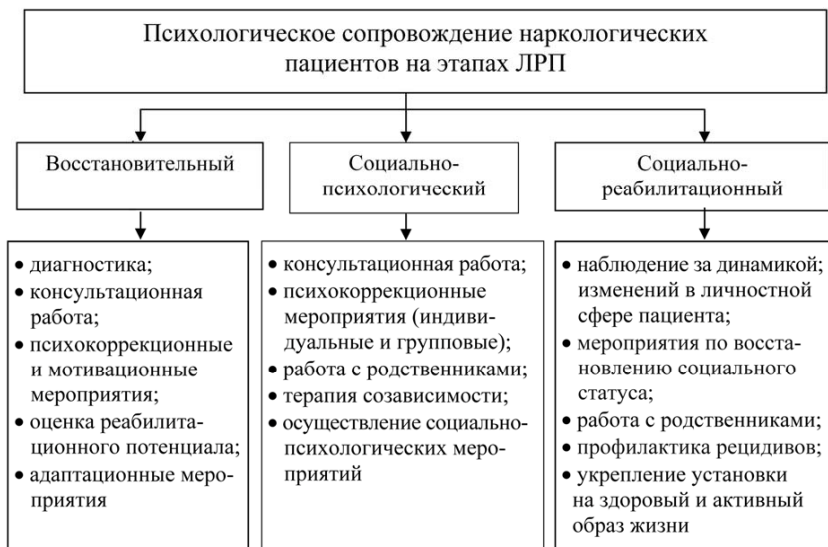 Психологическое сопровождение наркологических
пациентов на этапах ЛРП
Восстановительный
Социально-
психологический
Социально-
реабилитационный
• диагностика;
• консультационная
работа;
• психокоррекционные
и мотивационные
мероприятия;
• оценка реабилита-
ционного потенциала;
• адаптационные меро-
приятия
• консультационная работа;
• психокоррекционные
мероприятия (индиви-
дуальные и групповые);
• работа с родственниками;
• терапия созависимости;
• осуществление социально-
психологических меро-
приятий
• наблюдение за динамикой;
изменений в личностной
сфере пациента;
• мероприятия по восста-
новлению социального
статуса;
• работа с родственниками;
• профилактика рецидивов;
• укрепление установки
на здоровый и активный
образ жизни